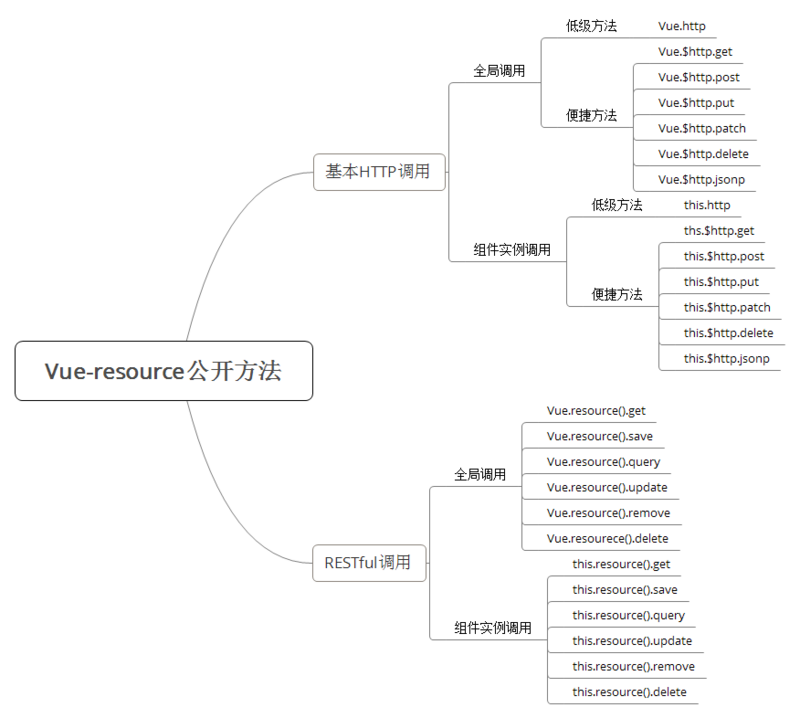 Vue-resource公开方法
基本HTTP调用
全局调用
低级方法
Vue.http
便捷方法
Vue.$http.get
Vue.$http.post
Vue.$http.put
Vue.$http.patch
Vue.$http.delete
Vue.$http.jsonp
组件实例调用
低级方法
this.http
便捷方法
ths.$http.get
this.$http.post
this.$http.put
this.$http.patch
this.$http.delete
this.$http.jsonp
RESTful调用
全局调用
Vue.resource().get
Vue.resource().save
Vue.resource().query
Vue.resource().update
Vue.resource().remove
Vue.resourece().delete
组件实例调用
this.resource().get
this.resource().save
this.resource().query
this.resource().update
this.resource().remove
this.resource().delete